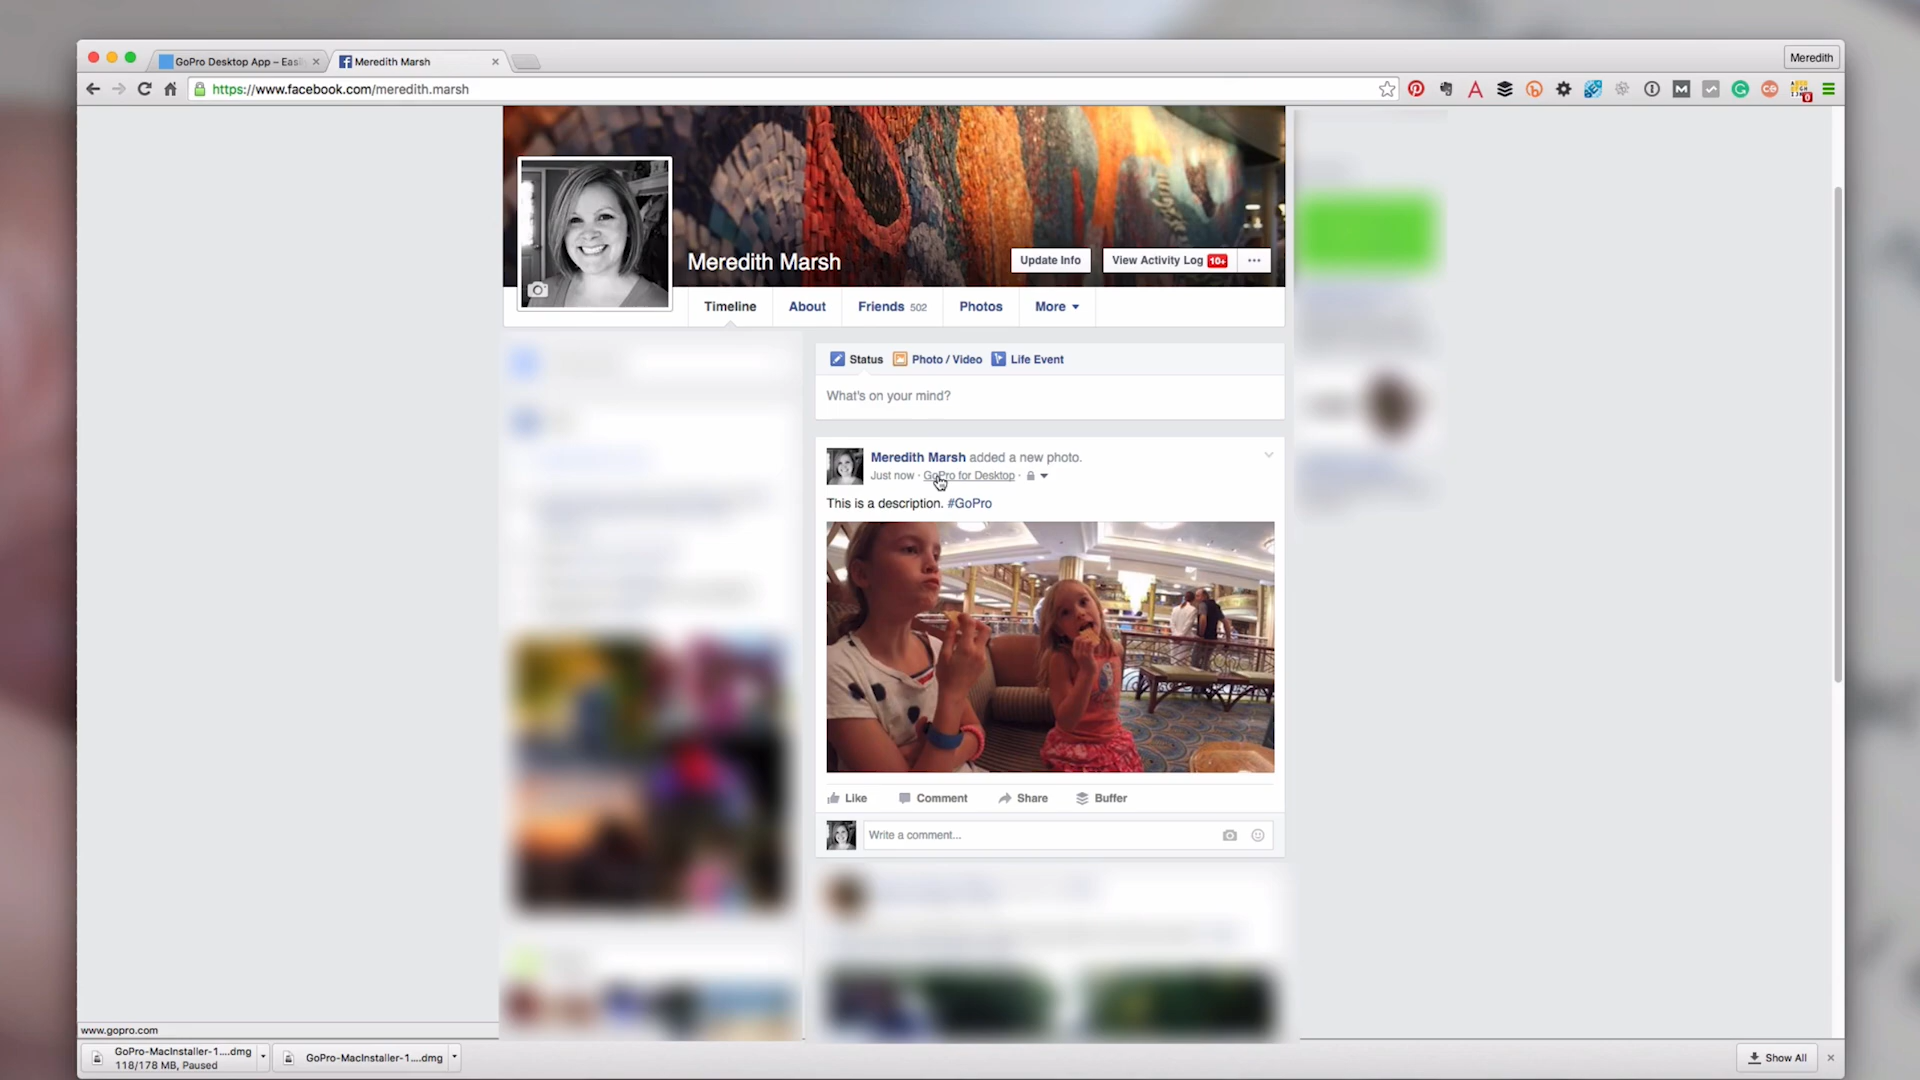 GoPro Desktop App – Easi
Meredith Marsh
Meredith
https://www.facebook.com/meredith.marsh
Meredith Marsh
Update Info
View Activity Log 10+
Timeline
About
Friends 502
Photos
More
Status
Photo / Video
Life Event
What's on your mind?
Meredith Marsh added a new photo.
Just now · GoPro for Desktop ·
This is a description. #GoPro
Like
Comment
Share
Buffer
Write a comment...
www.gopro.com
GoPro-MacInstaller-1....dmg
118/178 MB, Paused
GoPro-MacInstaller-1....dmg
Show All